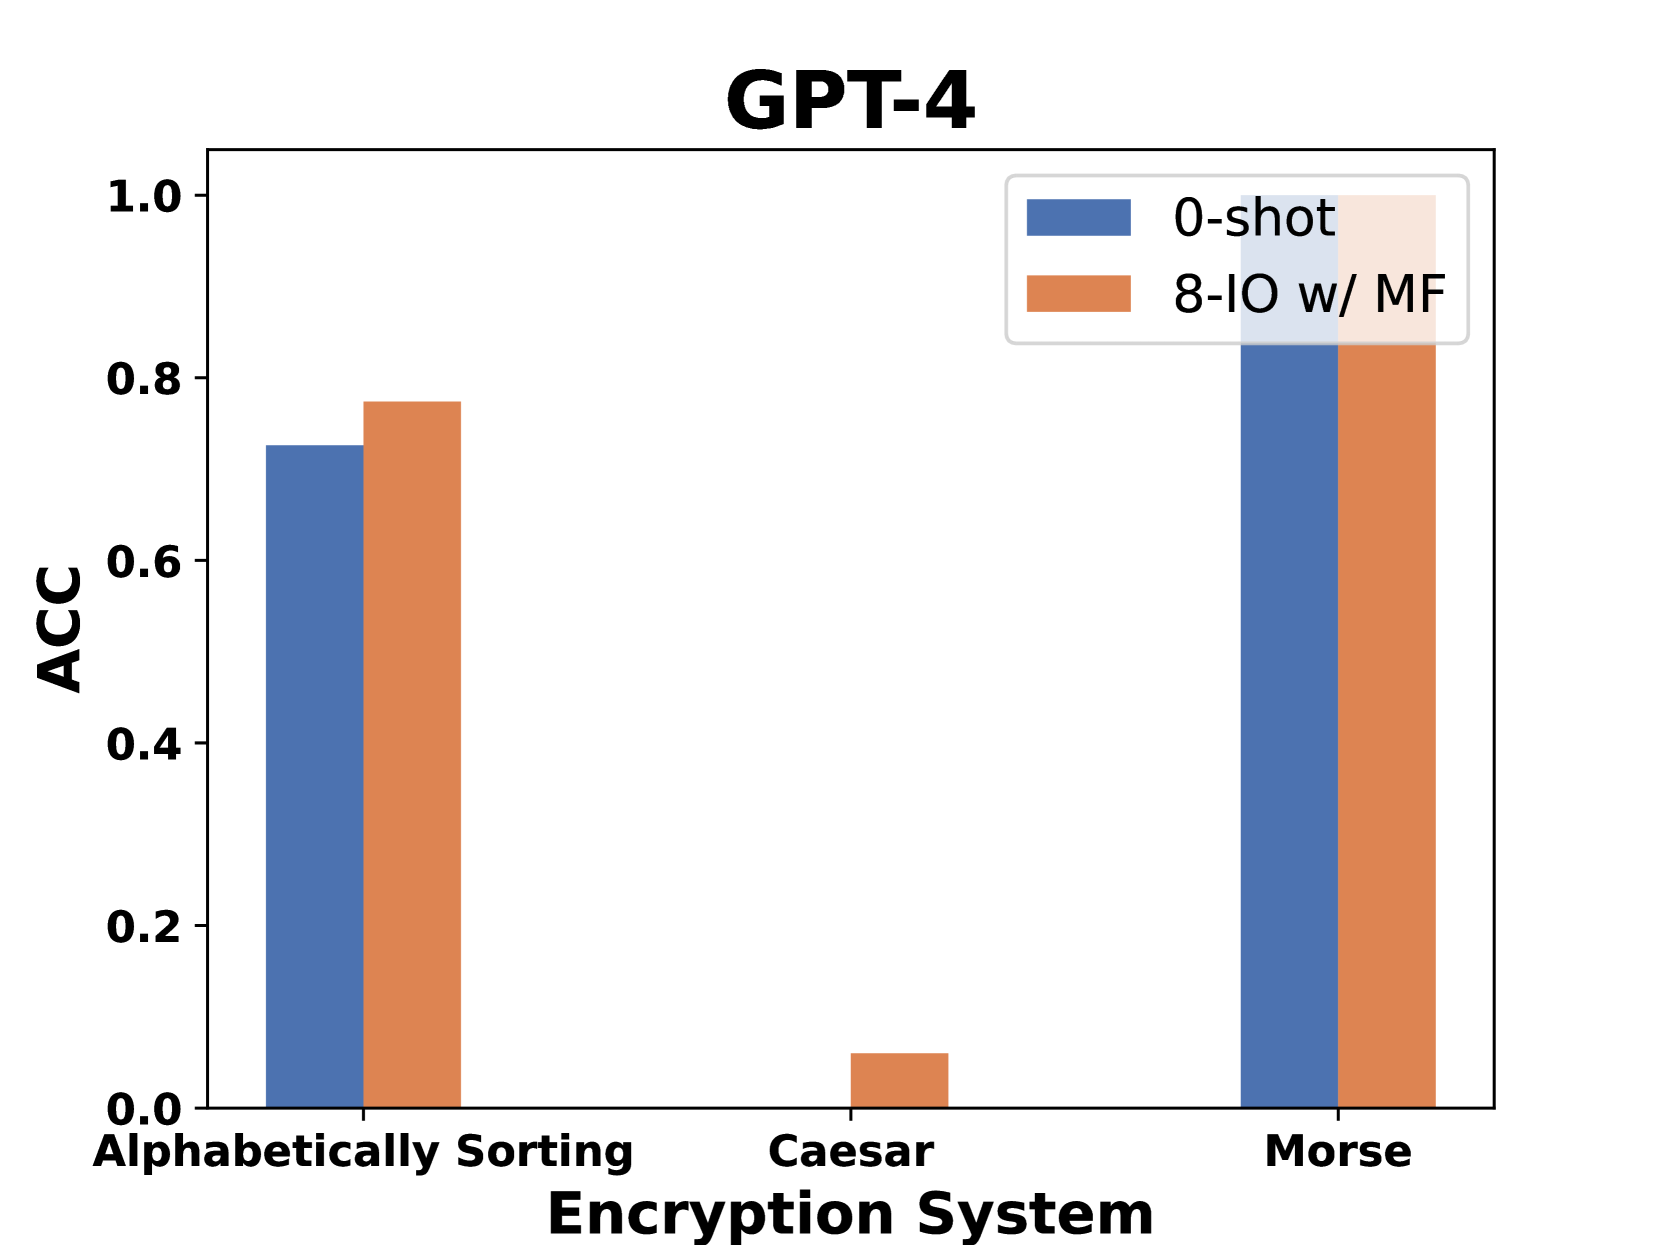 GPT-4
1.0
0.8
0.6
0.4
0.2
0.0
ACC
0-shot
8-IO w/ MF
Alphabetically Sorting
Caesar
Morse
Encryption System